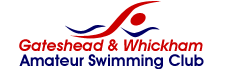 Gateshead & Whickham
Amateur Swimming Club